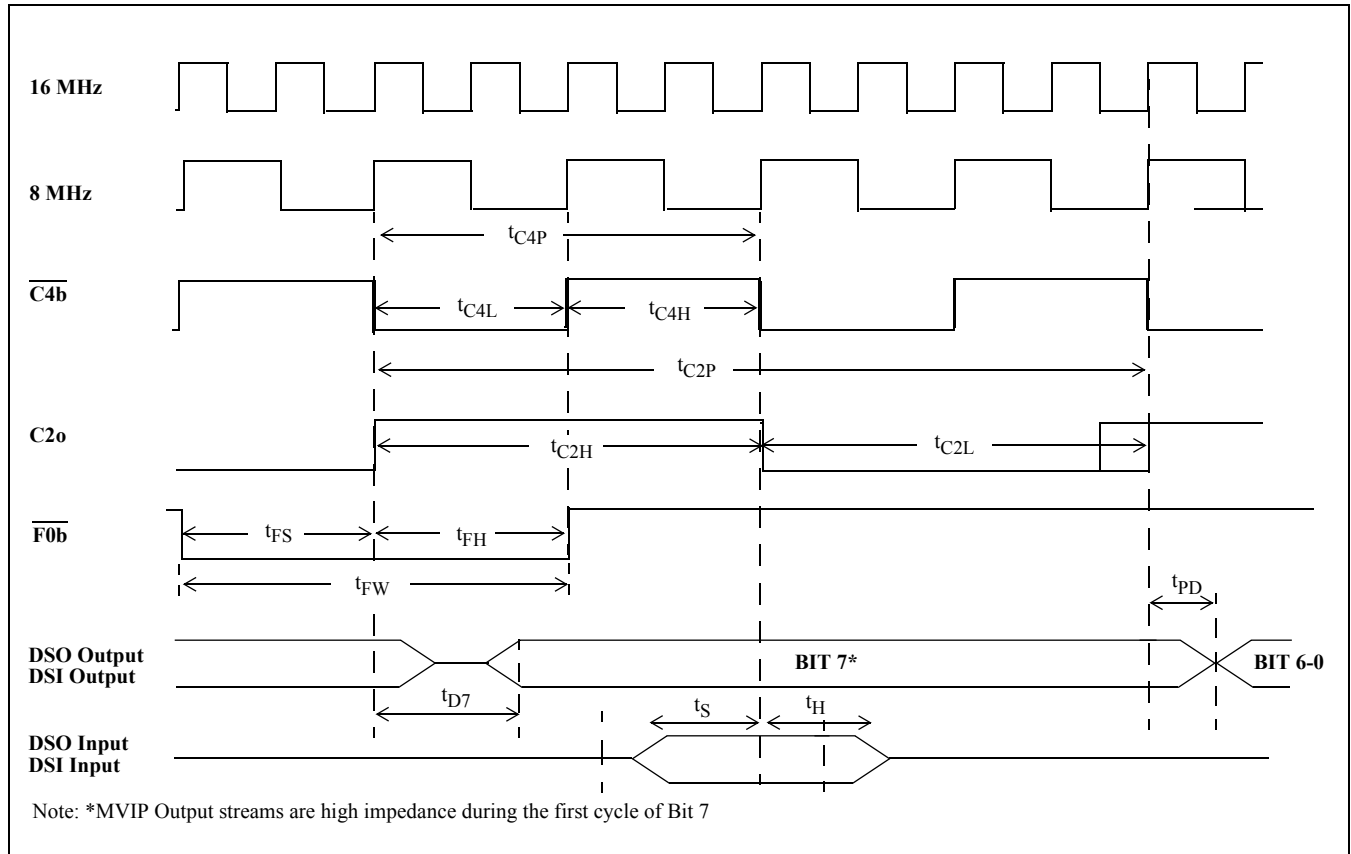 16 MHz
8 MHz
tC4P
C4b
tC4L
tC4H
tC2P
C2o
tC2H
tC2L
F0b
tFS
tFH
tFW
tPD
DSO Output
DSI Output
BIT 7*
BIT 6-0
tD7
tS
tH
DSO Input
DSI Input
Note: *MVIP Output streams are high impedance during the first cycle of Bit 7